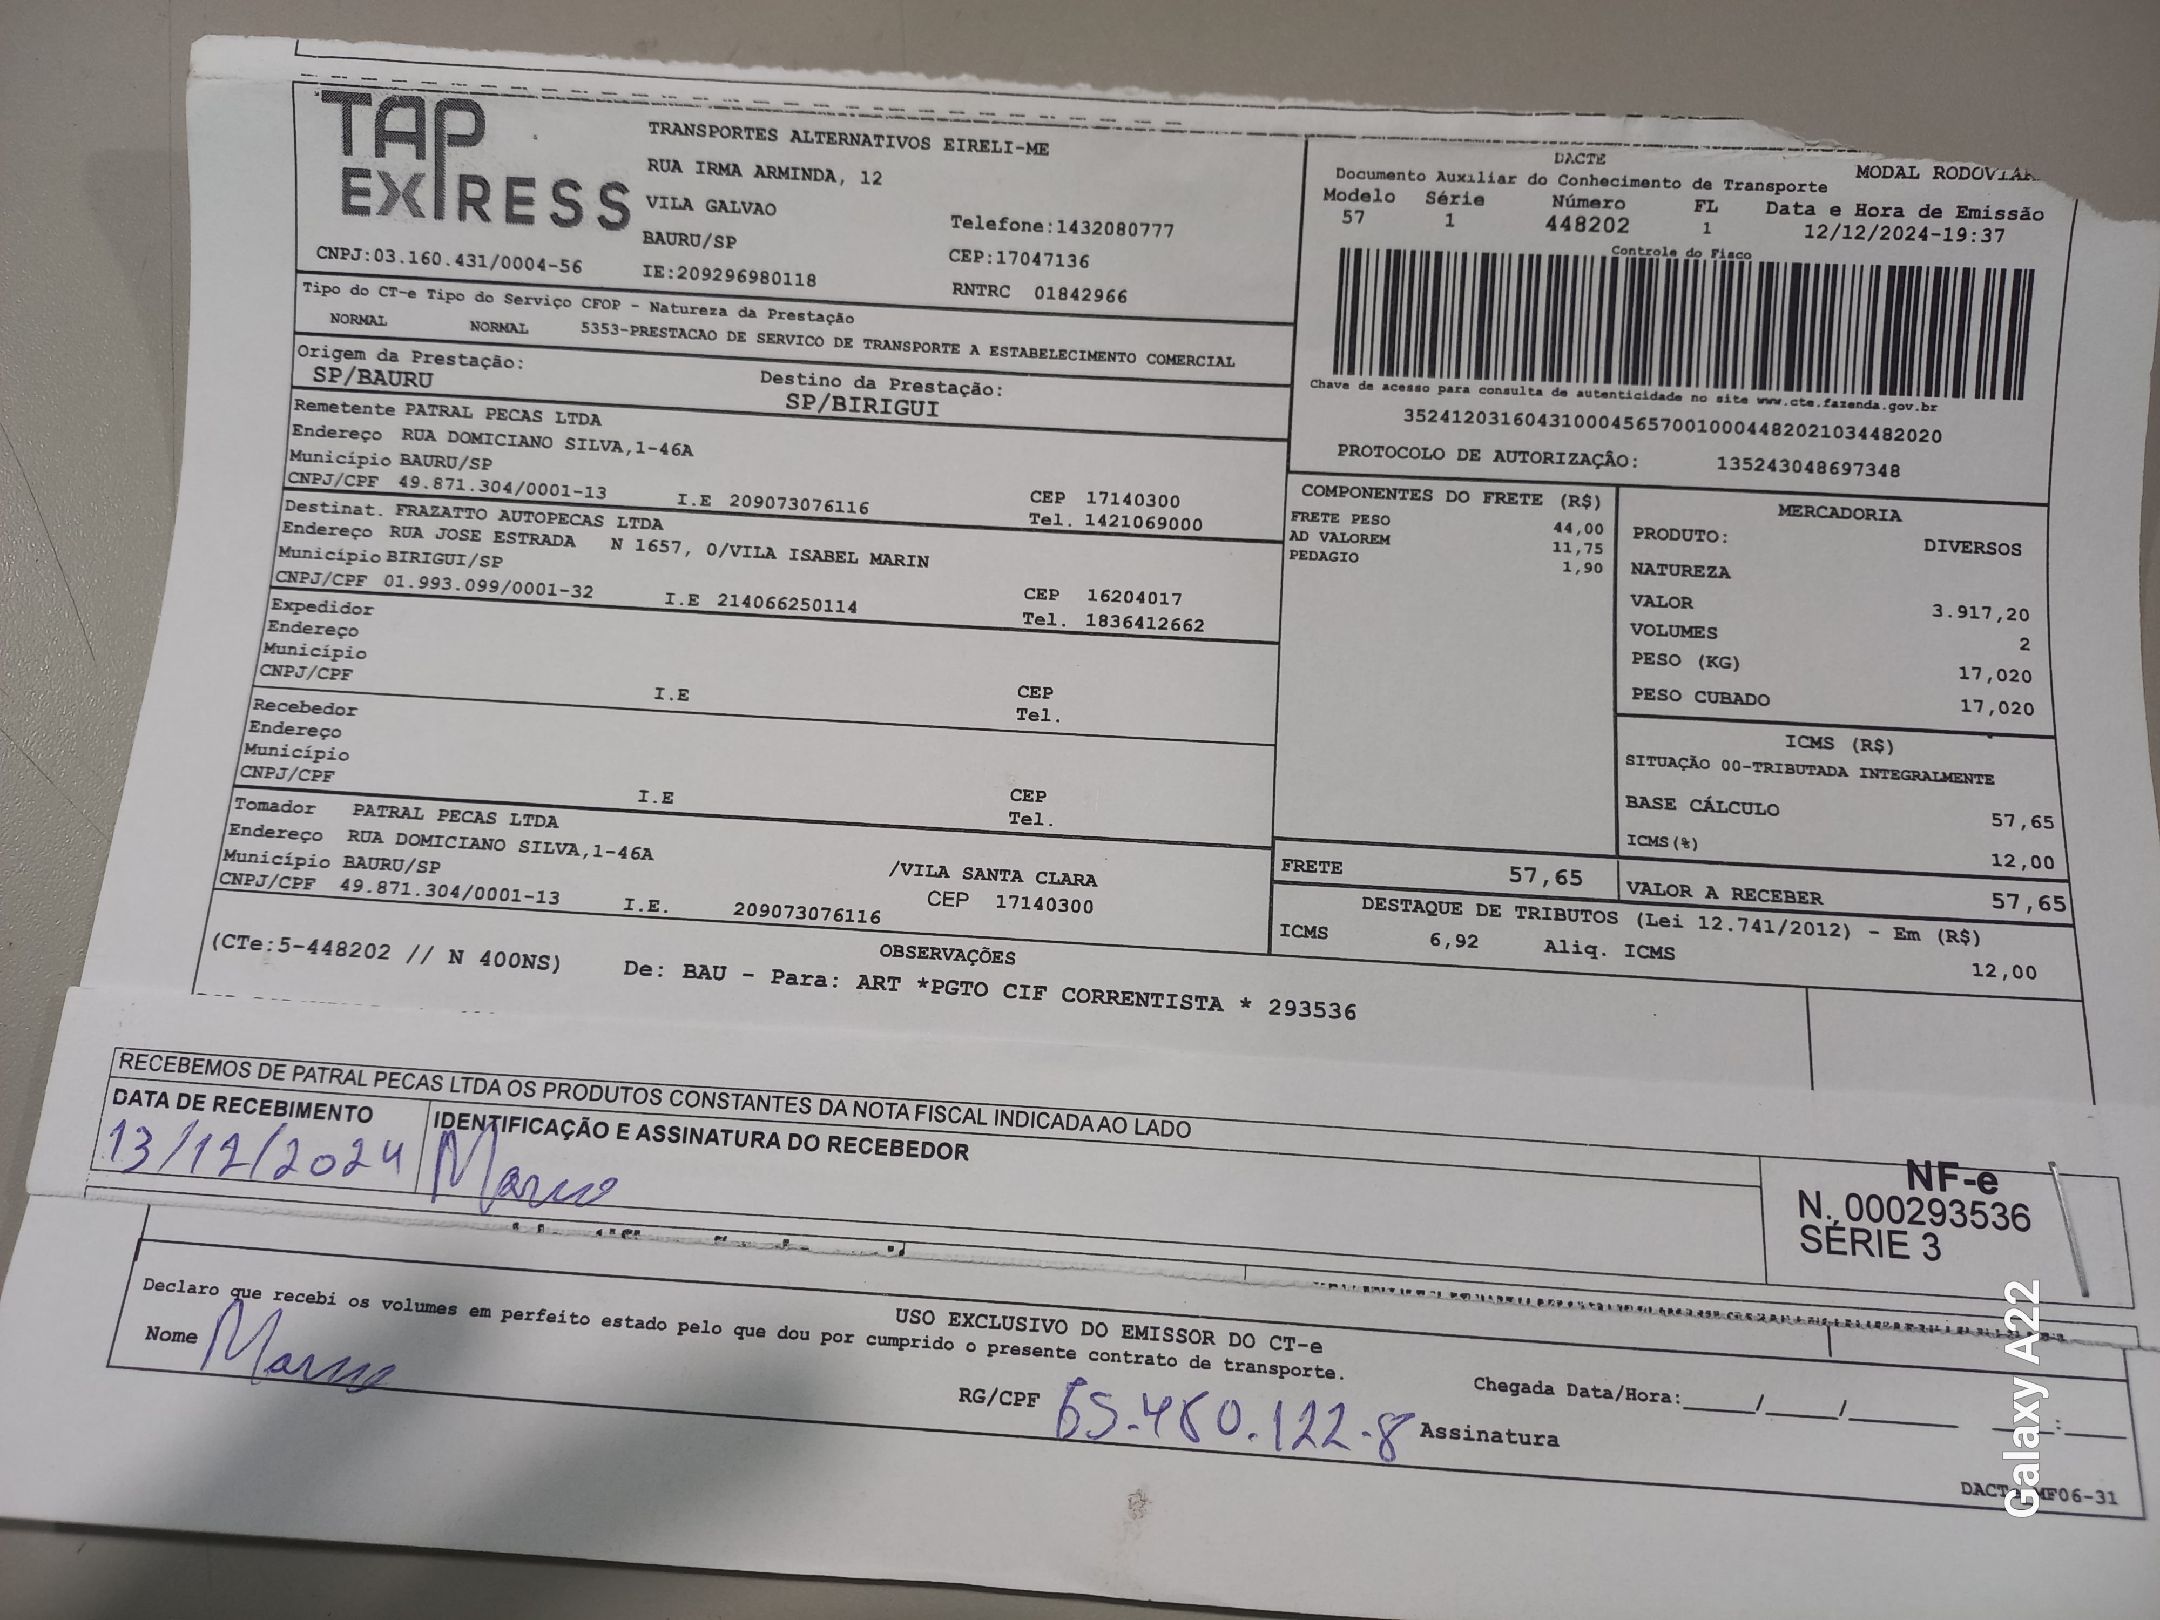 TAP EXPRESS
TRANSPORTES ALTERNATIVOS EIRELI-ME
RUA IRMA ARMINDA, 12
VILA GALVAO
BAURU/SP
Telefone:1432080777
CEP:17047136
CNPJ:03.160.431/0004-56
IE:209296980118
RNTRC 01842966
DACTE
MODAL RODOVIAR
Documento Auxiliar do Conhecimento de Transporte
Modelo Série Número FL Data e Hora de Emissão
57 1 448202 1 12/12/2024-19:37
Controle do Fisco
Chave de acesso para consulta de autenticidade no site www.cte.fazenda.gov.br
35241203160431000456570010004482021034482020
PROTOCOLO DE AUTORIZAÇÂO: 135243048697348
Tipo do CT-e Tipo do Serviço CFOP - Natureza da Prestação
NORMAL NORMAL 5353-PRESTACAO DE SERVICO DE TRANSPORTE A ESTABELECIMENTO COMERCIAL
Origem da Prestação: Destino da Prestação:
SP/BAURU SP/BIRIGUI
Remetente PATRAL PECAS LTDA
Endereço RUA DOMICIANO SILVA,1-46A
Município BAURU/SP CEP 17140300
CNPJ/CPF 49.871.304/0001-13 I.E 209073076116 Tel. 1421069000
Destinat. FRAZATTO AUTOPECAS LTDA
Endereço RUA JOSE ESTRADA N 1657, 0/VILA ISABEL MARIN
Município BIRIGUI/SP CEP 16204017
CNPJ/CPF 01.993.099/0001-32 I.E 214066250114 Tel. 1836412662
Expedidor
Endereço
Município CEP
CNPJ/CPF I.E Tel.
Recebedor
Endereço
Município CEP
CNPJ/CPF I.E Tel.
Tomador PATRAL PECAS LTDA
Endereço RUA DOMICIANO SILVA,1-46A /VILA SANTA CLARA
Município BAURU/SP CEP 17140300
CNPJ/CPF 49.871.304/0001-13 I.E. 209073076116
COMPONENTES DO FRETE (R$)
FRETE PESO 44,00
AD VALOREM 11,75
PEDAGIO 1,90
MERCADORIA
PRODUTO: DIVERSOS
NATUREZA
VALOR 3.917,20
VOLUMES 2
PESO (KG) 17,020
PESO CUBADO 17,020
ICMS (R$)
SITUAÇÃO 00-TRIBUTADA INTEGRALMENTE
BASE CÁLCULO 57,65
ICMS(%) 12,00
FRETE 57,65 VALOR A RECEBER 57,65
DESTAQUE DE TRIBUTOS (Lei 12.741/2012) - Em (R$)
ICMS 6,92 Aliq. ICMS 12,00
OBSERVAÇÕES
(CTe:5-448202 // N 400NS) De: BAU - Para: ART *PGTO CIF CORRENTISTA * 293536
RECEBEMOS DE PATRAL PECAS LTDA OS PRODUTOS CONSTANTES DA NOTA FISCAL INDICADA AO LADO
DATA DE RECEBIMENTO IDENTIFICAÇÃO E ASSINATURA DO RECEBEDOR
13/12/2024
NF-e
N. 000293536
SÉRIE 3
USO EXCLUSIVO DO EMISSOR DO CT-e
Declaro que recebi os volumes em perfeito estado pelo que dou por cumprido o presente contrato de transporte.
Nome
RG/CPF 65.480.122-8 Assinatura
Chegada Data/Hora:_____/_____/_______ ____:____
Galaxy A22